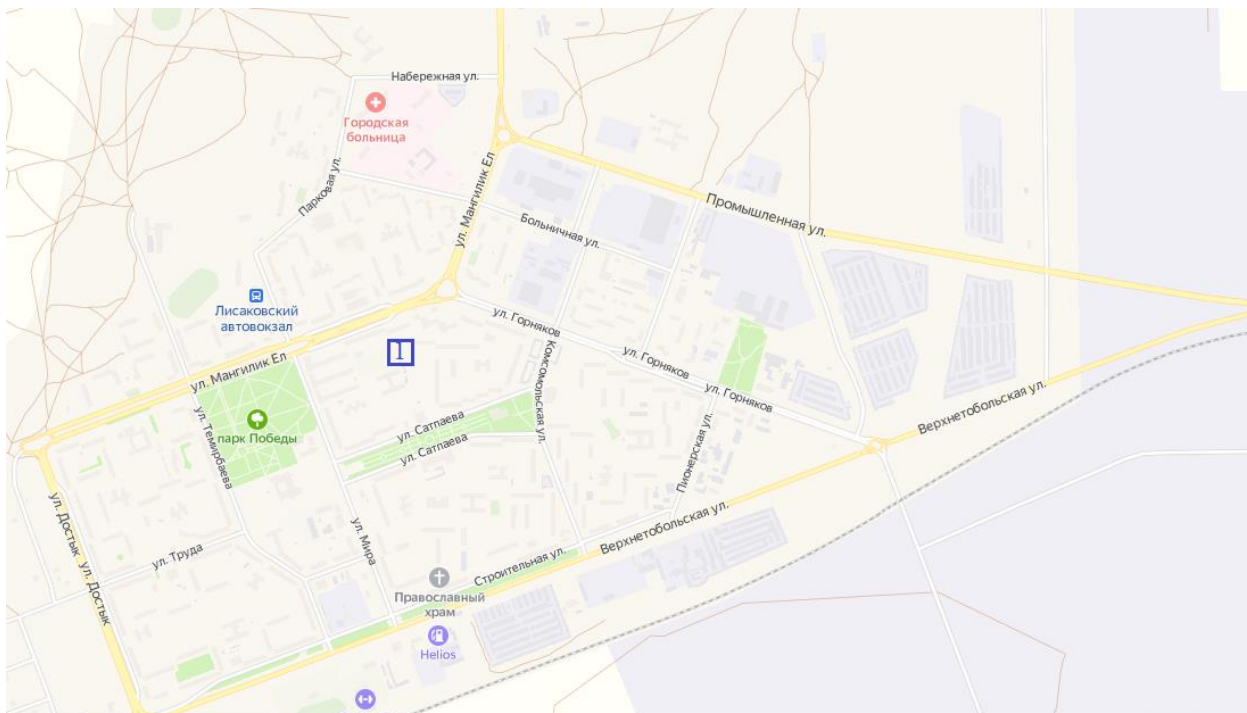 Набережная ул.
Городская
больница
Парковая ул.
ул. Мангилик Ел
Промышленная ул.
Больничная ул.
Лисаковский
автовокзал
ул. Горняков
I
ул. Горняков
ул. Мангилик Ел
Комсомольская ул.
ул. Горняков
Верхнетобольская ул.
ул. Сатпаева
парк Победы
ул. Темирбаева
ул. Сатпаева
Пионерская ул.
ул. Достык
ул. Достык
ул. Труда
ул. Мира
Верхнетобольская ул.
Строительная ул.
Православный
храм
Helios